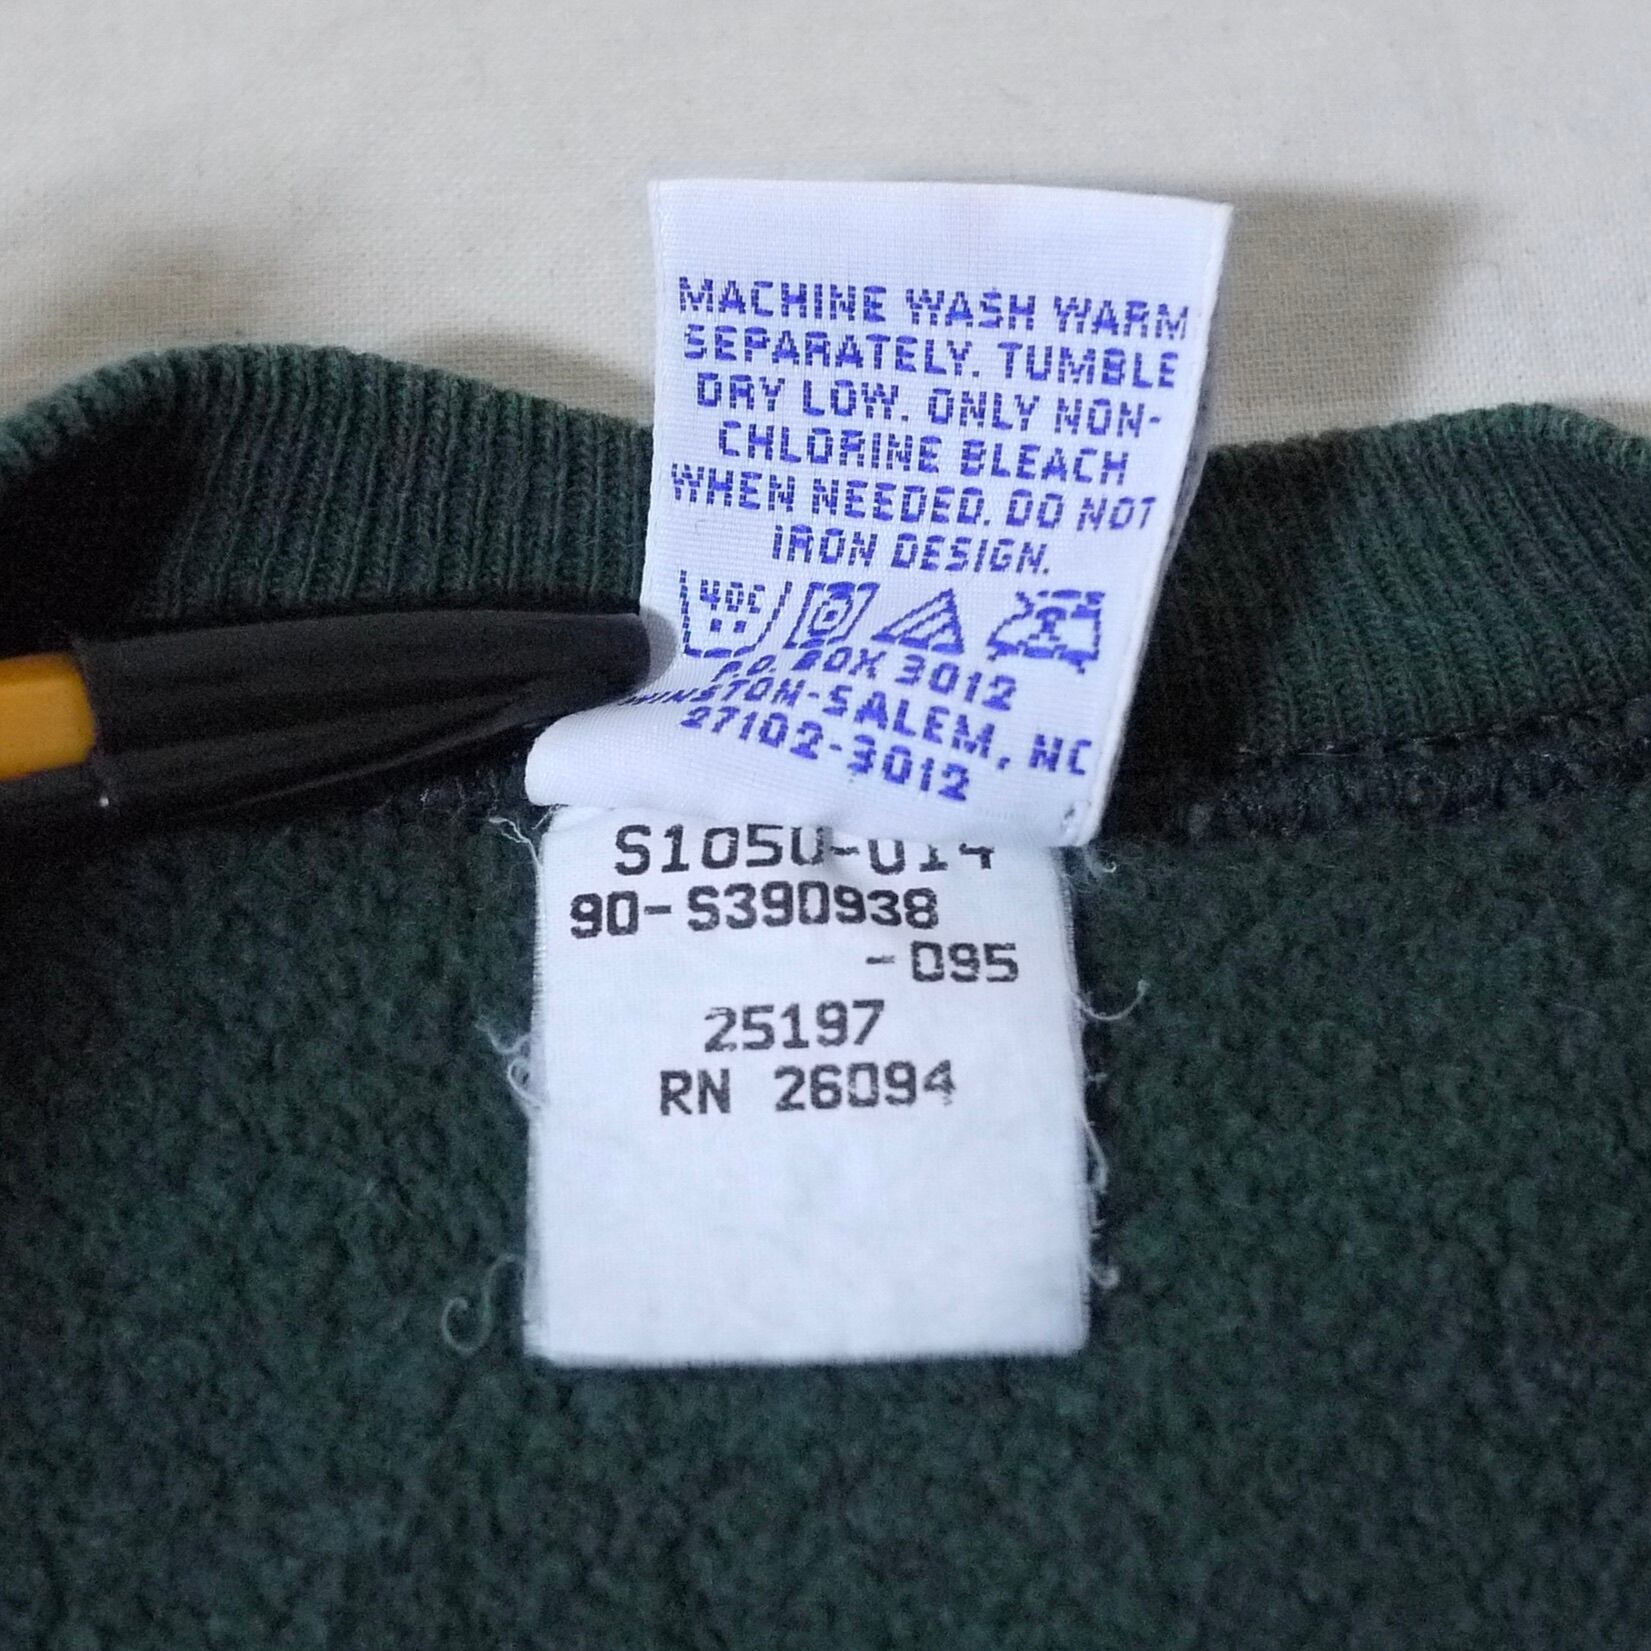 MACHINE WASH WARM
SEPARATELY. TUMBLE
DRY LOW. ONLY NON-
CHLORINE BLEACH
WHEN NEEDED. DO NOT
IRON DESIGN.
40C
P.O. BOX 3012
WINSTON-SALEM, NC
27102-3012
S1050-014
90-S390938
-095
25197
RN 26094